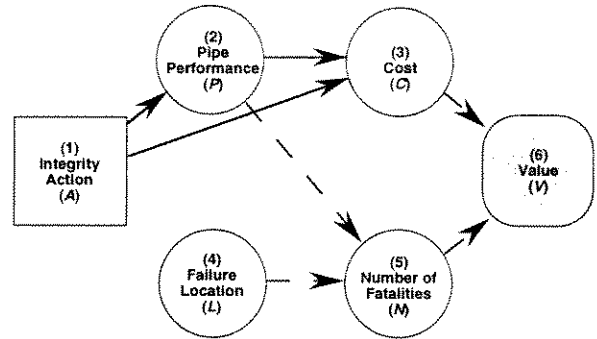 (1)
Integrity
Action
(A)
(2)
Pipe
Performance
(P)
(3)
Cost
(C)
(4)
Failure
Location
(L)
(5)
Number of
Fatalities
(N)
(6)
Value
(V)